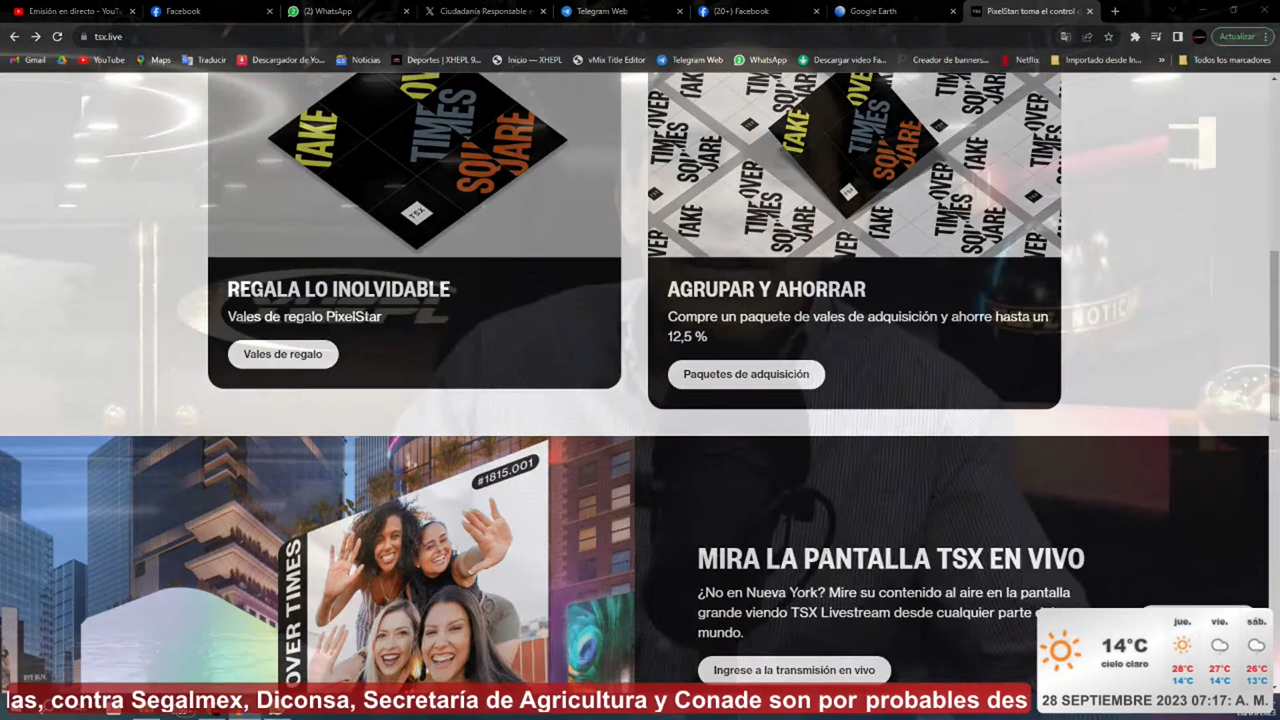 Emisión en directo - YouTu
Facebook
(2) WhatsApp
Ciudadanía Responsable e
Telegram Web
(20+) Facebook
Google Earth
PixelStar: toma el control d
tsx.live
Actualizar
Gmail
YouTube
Maps
Traducir
Descargador de Yo...
Noticias
Deportes | XHEPL 9...
Inicio — XHEPL
vMix Title Editor
Telegram Web
WhatsApp
Descargar video Fa...
Creador de banners...
Netflix
Importado desde In...
»
Todos los marcadores
TAKE OVER TIMES SQUARE
TSX
TAKE OVER TIMES SQUARE
TSX
REGALA LO INOLVIDABLE
Vales de regalo PixelStar
Vales de regalo
AGRUPAR Y AHORRAR
Compre un paquete de vales de adquisición y ahorre hasta un
12,5 %
Paquetes de adquisición
NOTIC
#1815.001
OVER TIMES
MIRA LA PANTALLA TSX EN VIVO
¿No en Nueva York? Mire su contenido al aire en la pantalla
grande viendo TSX Livestream desde cualquier parte
mundo.
Ingrese a la transmisión en vivo
14°C
cielo claro
jue. vie. sáb.
28°C 27°C 26°C
14°C 14°C 13°C
las, contra Segalmex, Diconsa, Secretaría de Agricultura y Conade son por probables des
28 SEPTIEMBRE 2023 07:17: A. M.